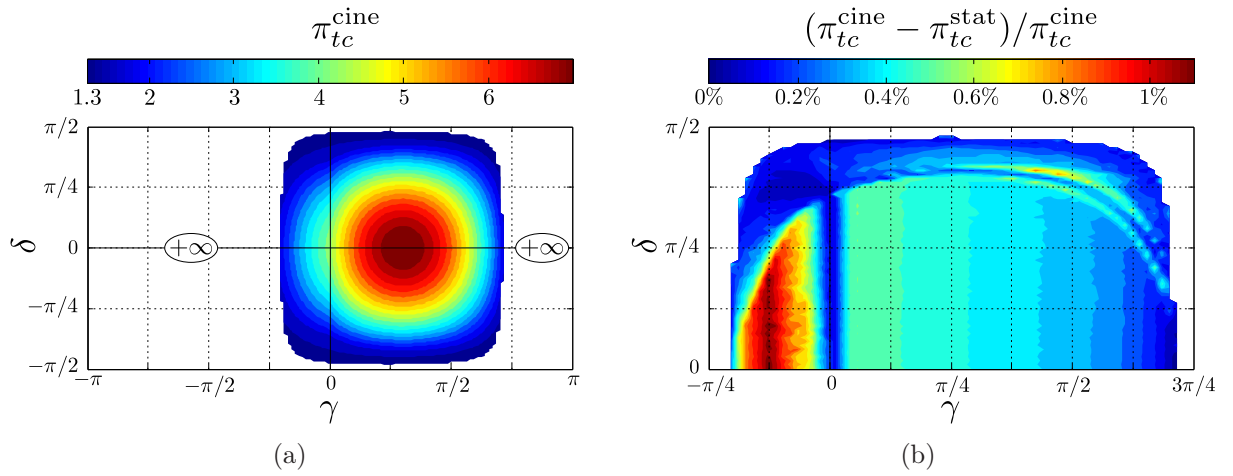 π_{tc}^{cine}
1.3 2 3 4 5 6
π/2
π/4
δ 0 +∞ +∞
−π/4
−π/2
−π −π/2 0 π/2 π
γ
(a)
(π_{tc}^{cine} − π_{tc}^{stat})/π_{tc}^{cine}
0% 0.2% 0.4% 0.6% 0.8% 1%
π/2
δ π/4
0
−π/4 0 π/4 π/2 3π/4
γ
(b)